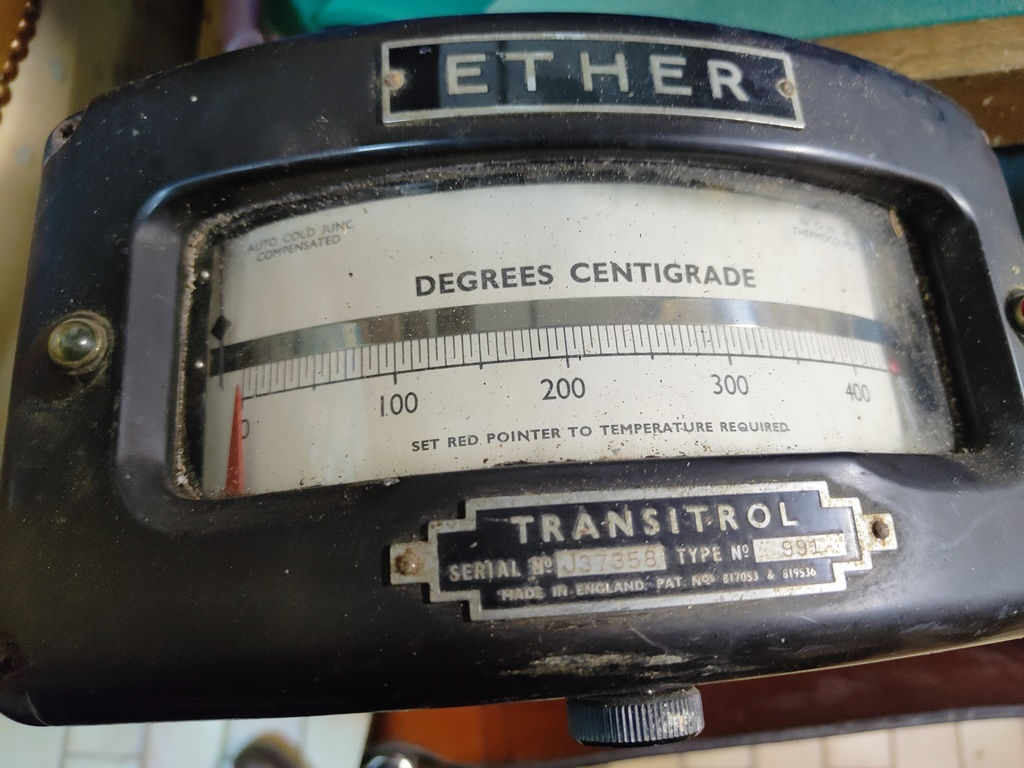 ETHER
AUTO COLD JUNC
COMPENSATED
THERMOCOUPLE
DEGREES CENTIGRADE
0 100 200 300 400
SET RED POINTER TO TEMPERATURE REQUIRED
TRANSITROL
SERIAL Nº J37358 TYPE Nº 991
MADE IN ENGLAND PAT. NOS 817053 & 819536